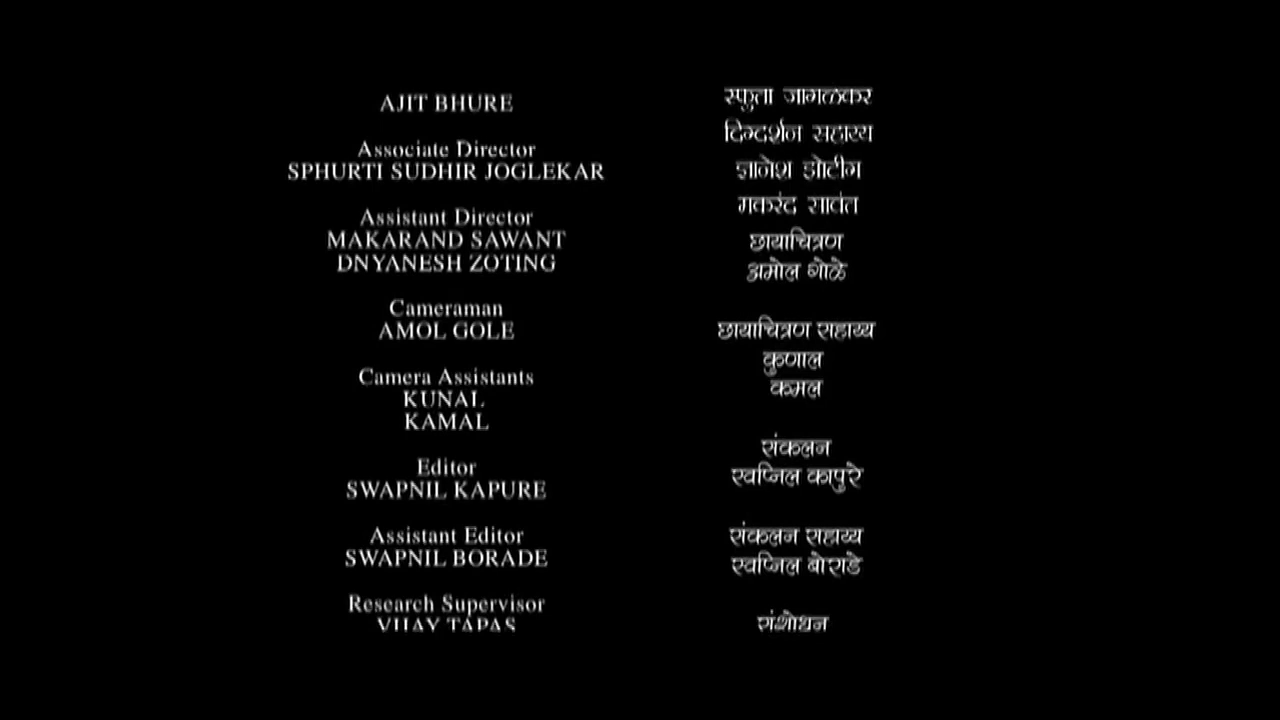 AJIT BHURE
Associate Director
SPHURTI SUDHIR JOGLEKAR
Assistant Director
MAKARAND SAWANT
DNYANESH ZOTING
Cameraman
AMOL GOLE
Camera Assistants
KUNAL
KAMAL
Editor
SWAPNIL KAPURE
Assistant Editor
SWAPNIL BORADE
Research Supervisor
VIJAY TAPAS
दिग्दर्शन सहाय्य
ज्ञानेश झोटींग
मकरंद सावंत
छायाचित्रण
अमोल गोळे
छायाचित्रण सहाय्य
कुणाल
कमल
संकलन
स्वप्निल कापुरे
संकलन सहाय्य
स्वप्निल बोराडे
संशोधन